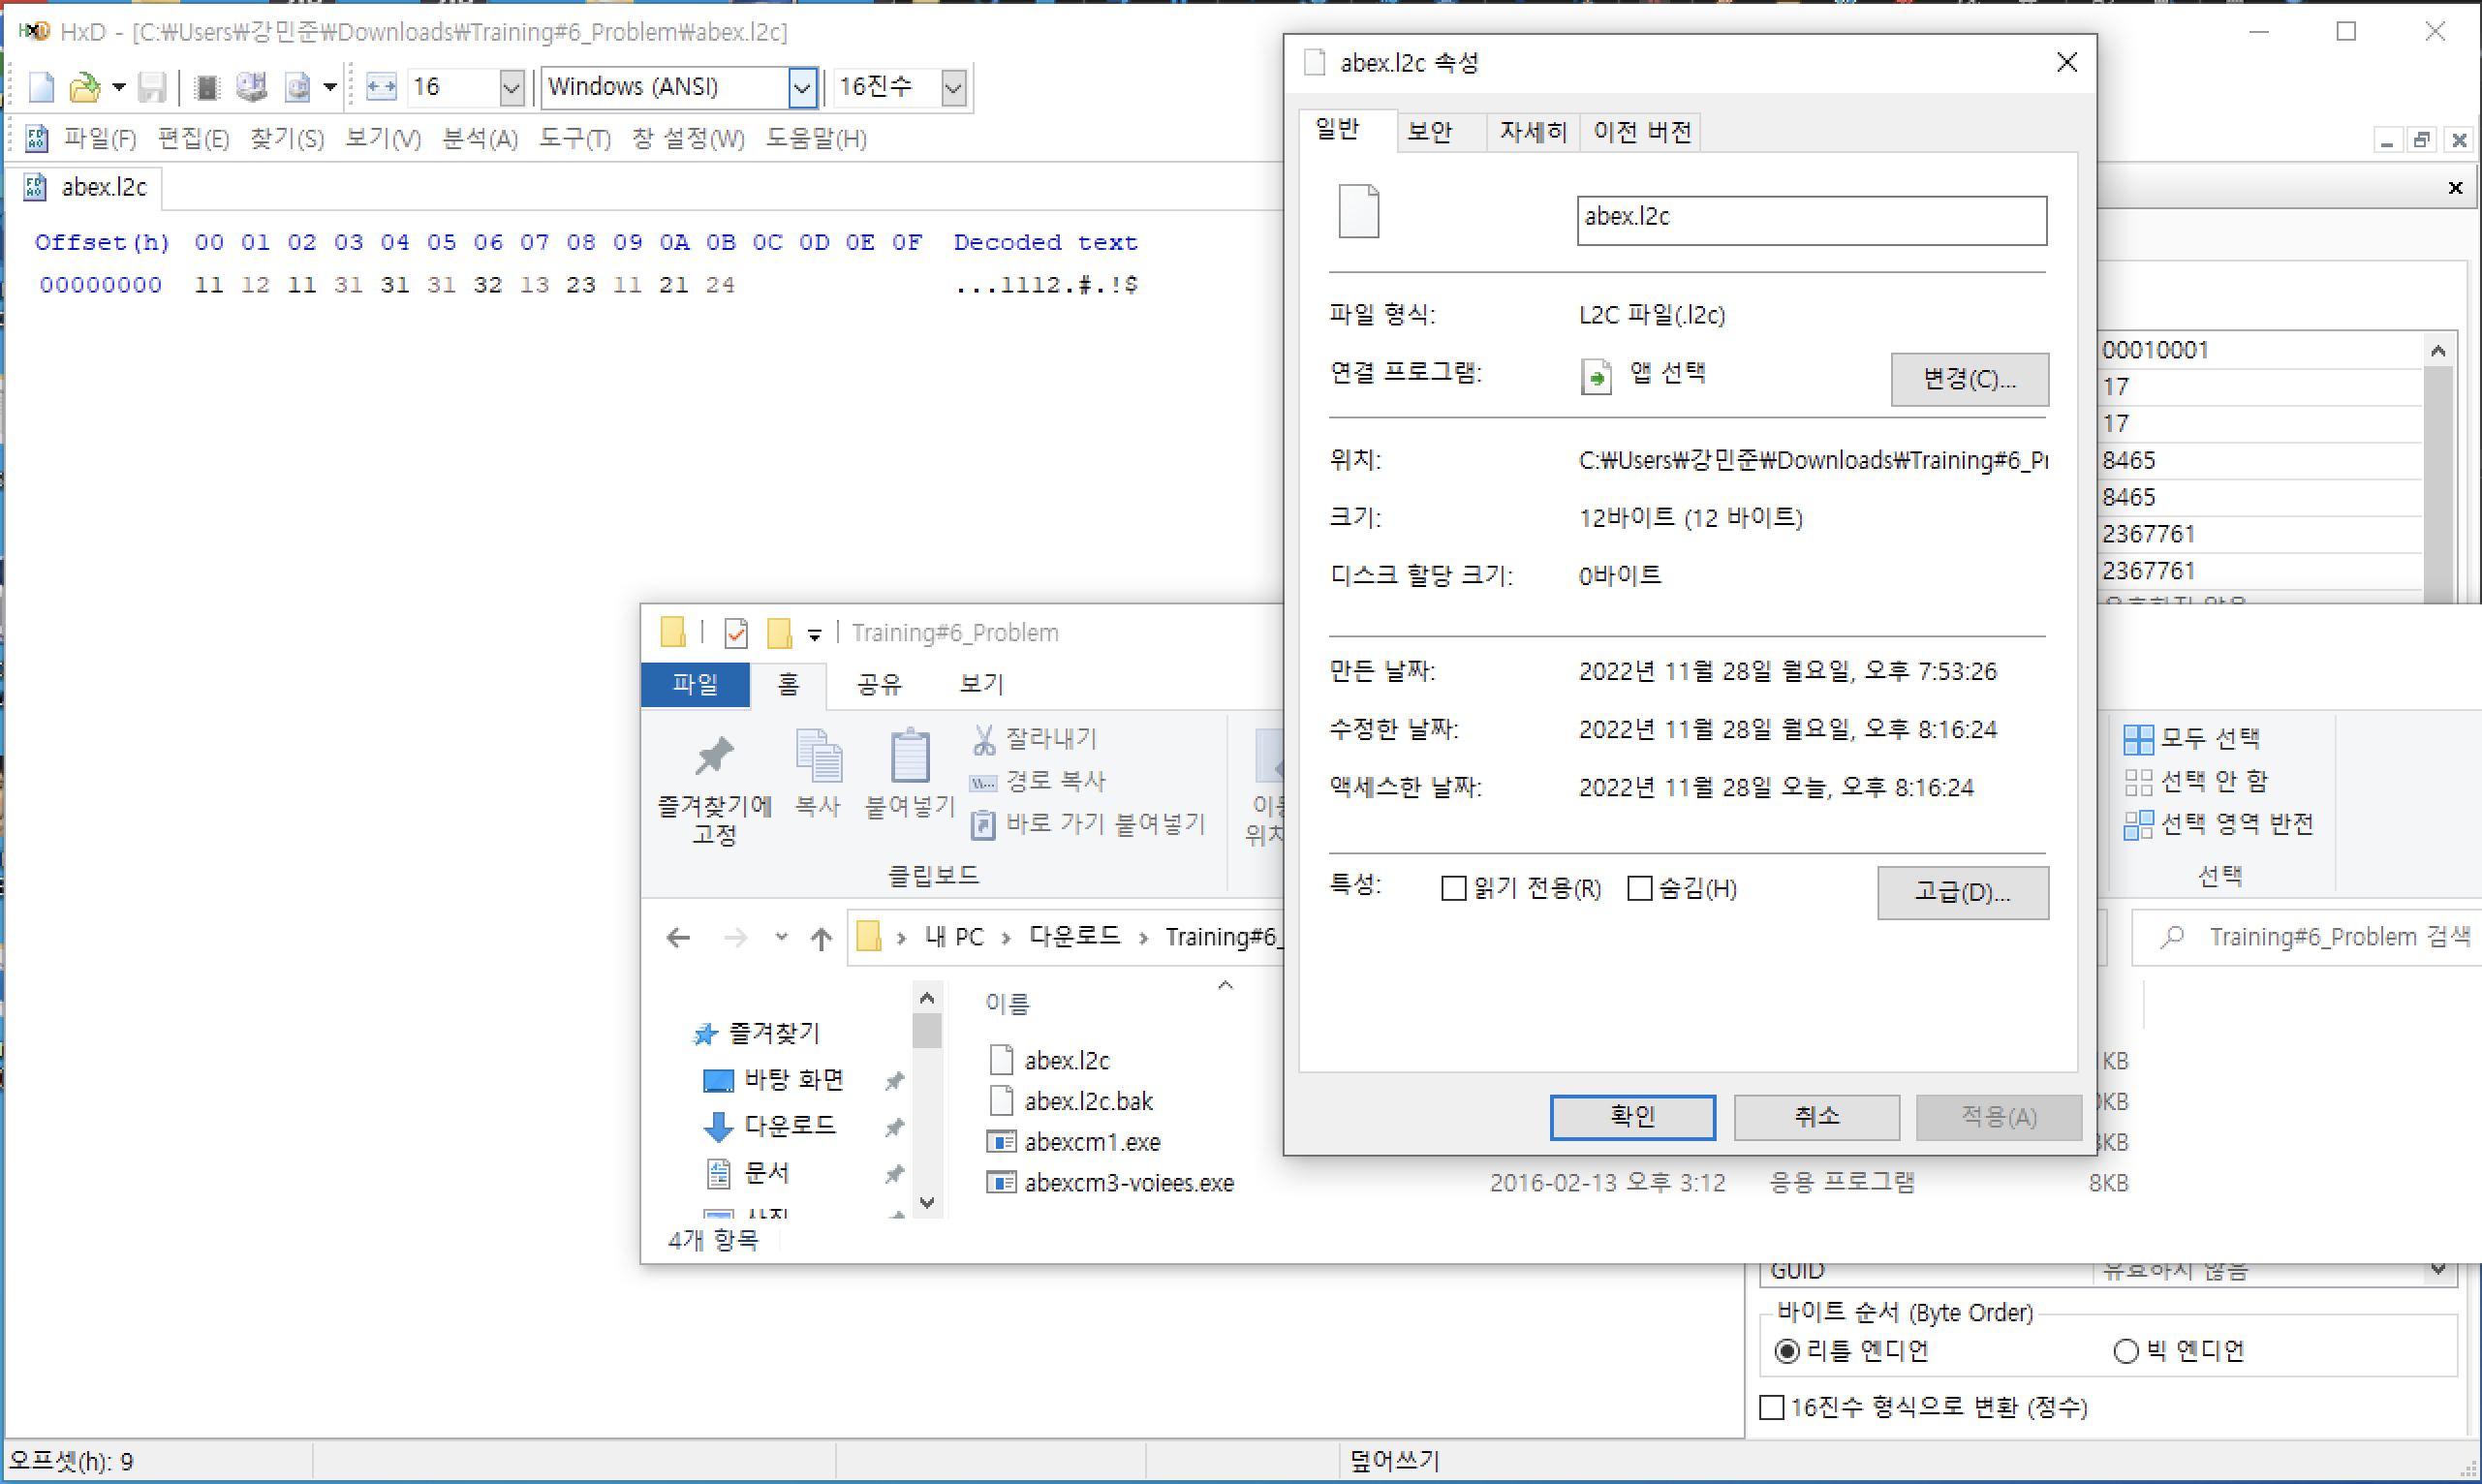 HxD - [C:₩Users₩강민준₩Downloads₩Training#6_Problem₩abex.l2c]
16 Windows (ANSI) 16진수
파일(F) 편집(E) 찾기(S) 보기(V) 분석(A) 도구(T) 창 설정(W) 도움말(H)
abex.l2c
Offset(h) 00 01 02 03 04 05 06 07 08 09 0A 0B 0C 0D 0E 0F Decoded text
00000000 11 12 11 31 31 31 32 13 23 11 21 24 ...1112.#.!$
abex.l2c 속성
일반 보안 자세히 이전 버전
abex.l2c
파일 형식: L2C 파일(.l2c)
연결 프로그램: 앱 선택 변경(C)...
위치: C:₩Users₩강민준₩Downloads₩Training#6_Pr
크기: 12바이트 (12 바이트)
디스크 할당 크기: 0바이트
만든 날짜: 2022년 11월 28일 월요일, 오후 7:53:26
수정한 날짜: 2022년 11월 28일 월요일, 오후 8:16:24
액세스한 날짜: 2022년 11월 28일 오늘, 오후 8:16:24
특성: 읽기 전용(R) 숨김(H) 고급(D)...
확인 취소 적용(A)
00010001
17
17
8465
8465
2367761
2367761
Training#6_Problem
파일 홈 공유 보기
즐겨찾기에
고정
복사
붙여넣기
잘라내기
경로 복사
바로 가기 붙여넣기
클립보드
모두 선택
선택 안 함
선택 영역 반전
선택
내 PC 다운로드 Training#6_
Training#6_Problem 검색
즐겨찾기
바탕 화면
다운로드
문서
사진
이름
abex.l2c KB
abex.l2c.bak KB
abexcm1.exe KB
abexcm3-voiees.exe 2016-02-13 오후 3:12 응용 프로그램 8KB
4개 항목
GUID 유효하지 않음
바이트 순서 (Byte Order)
리틀 엔디언 빅 엔디언
16진수 형식으로 변환 (정수)
오프셋(h): 9 덮어쓰기